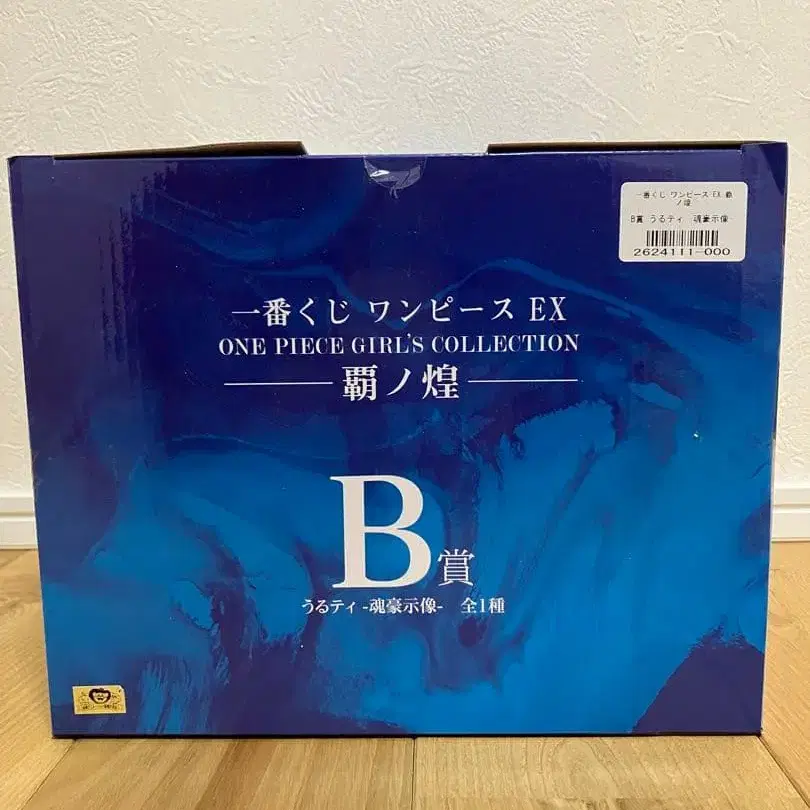 一番くじ ワンピース EX 覇
ノ煌
B賞 うるティ 魂豪示像-
2624111-000
一番くじ ワンピース EX
ONE PIECE GIRL'S COLLECTION
覇ノ煌
B賞
うるティ -魂豪示像- 全1種